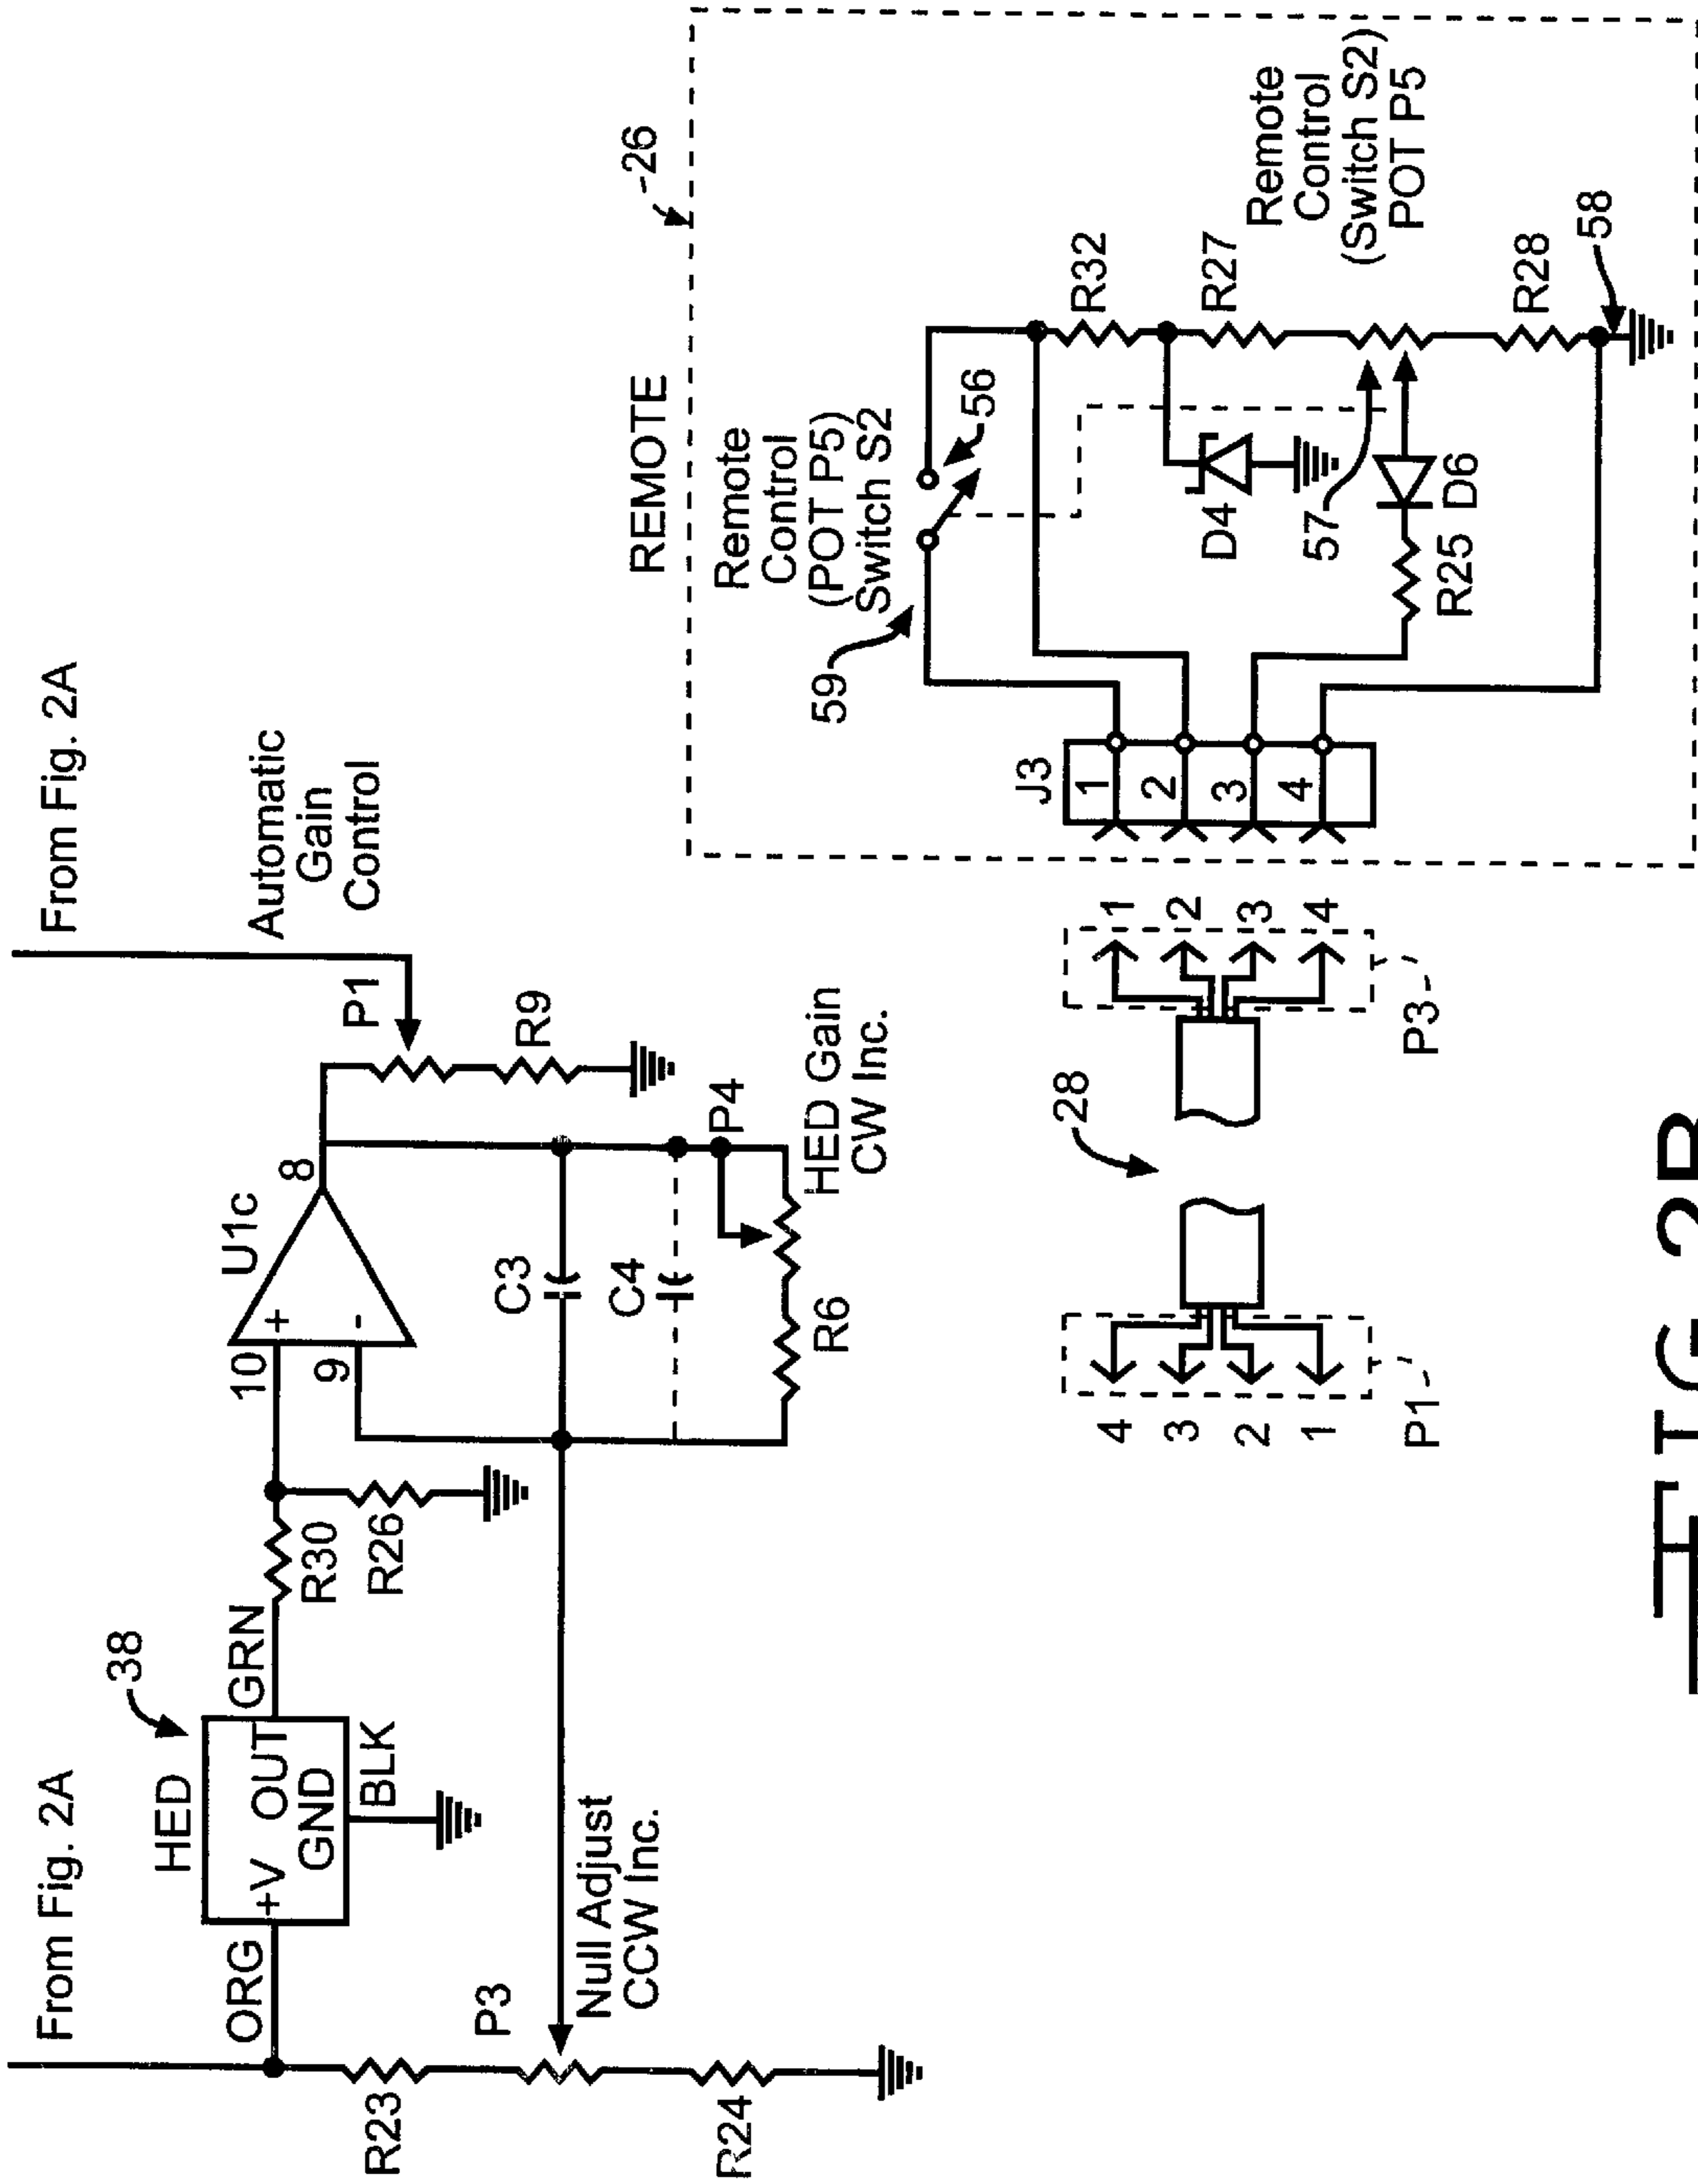 From Fig. 2A
From Fig. 2A
HED
38
ORG
+V OUT
GND
GRN
BLK
R30
R26
10
9
+
-
U1c
8
P1
Automatic
Gain
Control
R9
C3
C4
P4
R6
HED Gain
CW Inc.
R23
P3
Null Adjust
CCW Inc.
R24
28
4
3
2
1
P1
1
2
3
4
P3
REMOTE
26
Remote
Control
(POT P5)
Switch S2
59
56
J3
1
2
3
4
R32
R27
D4
57
D6
R25
Remote
Control
(Switch S2)
POT P5
R28
58
FIG 2B